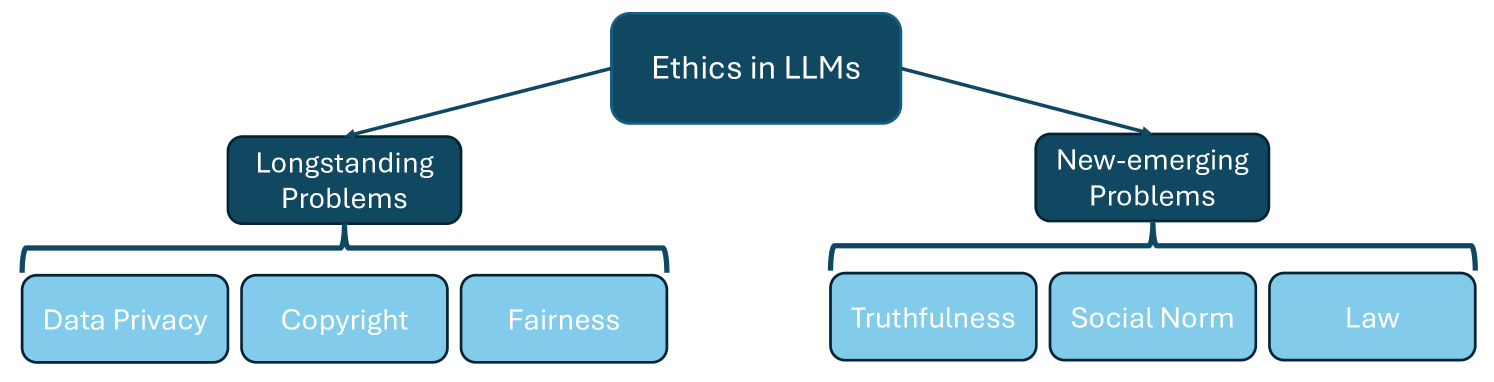 Ethics in LLMs
Longstanding
Problems
New-emerging
Problems
Data Privacy
Copyright
Fairness
Truthfulness
Social Norm
Law